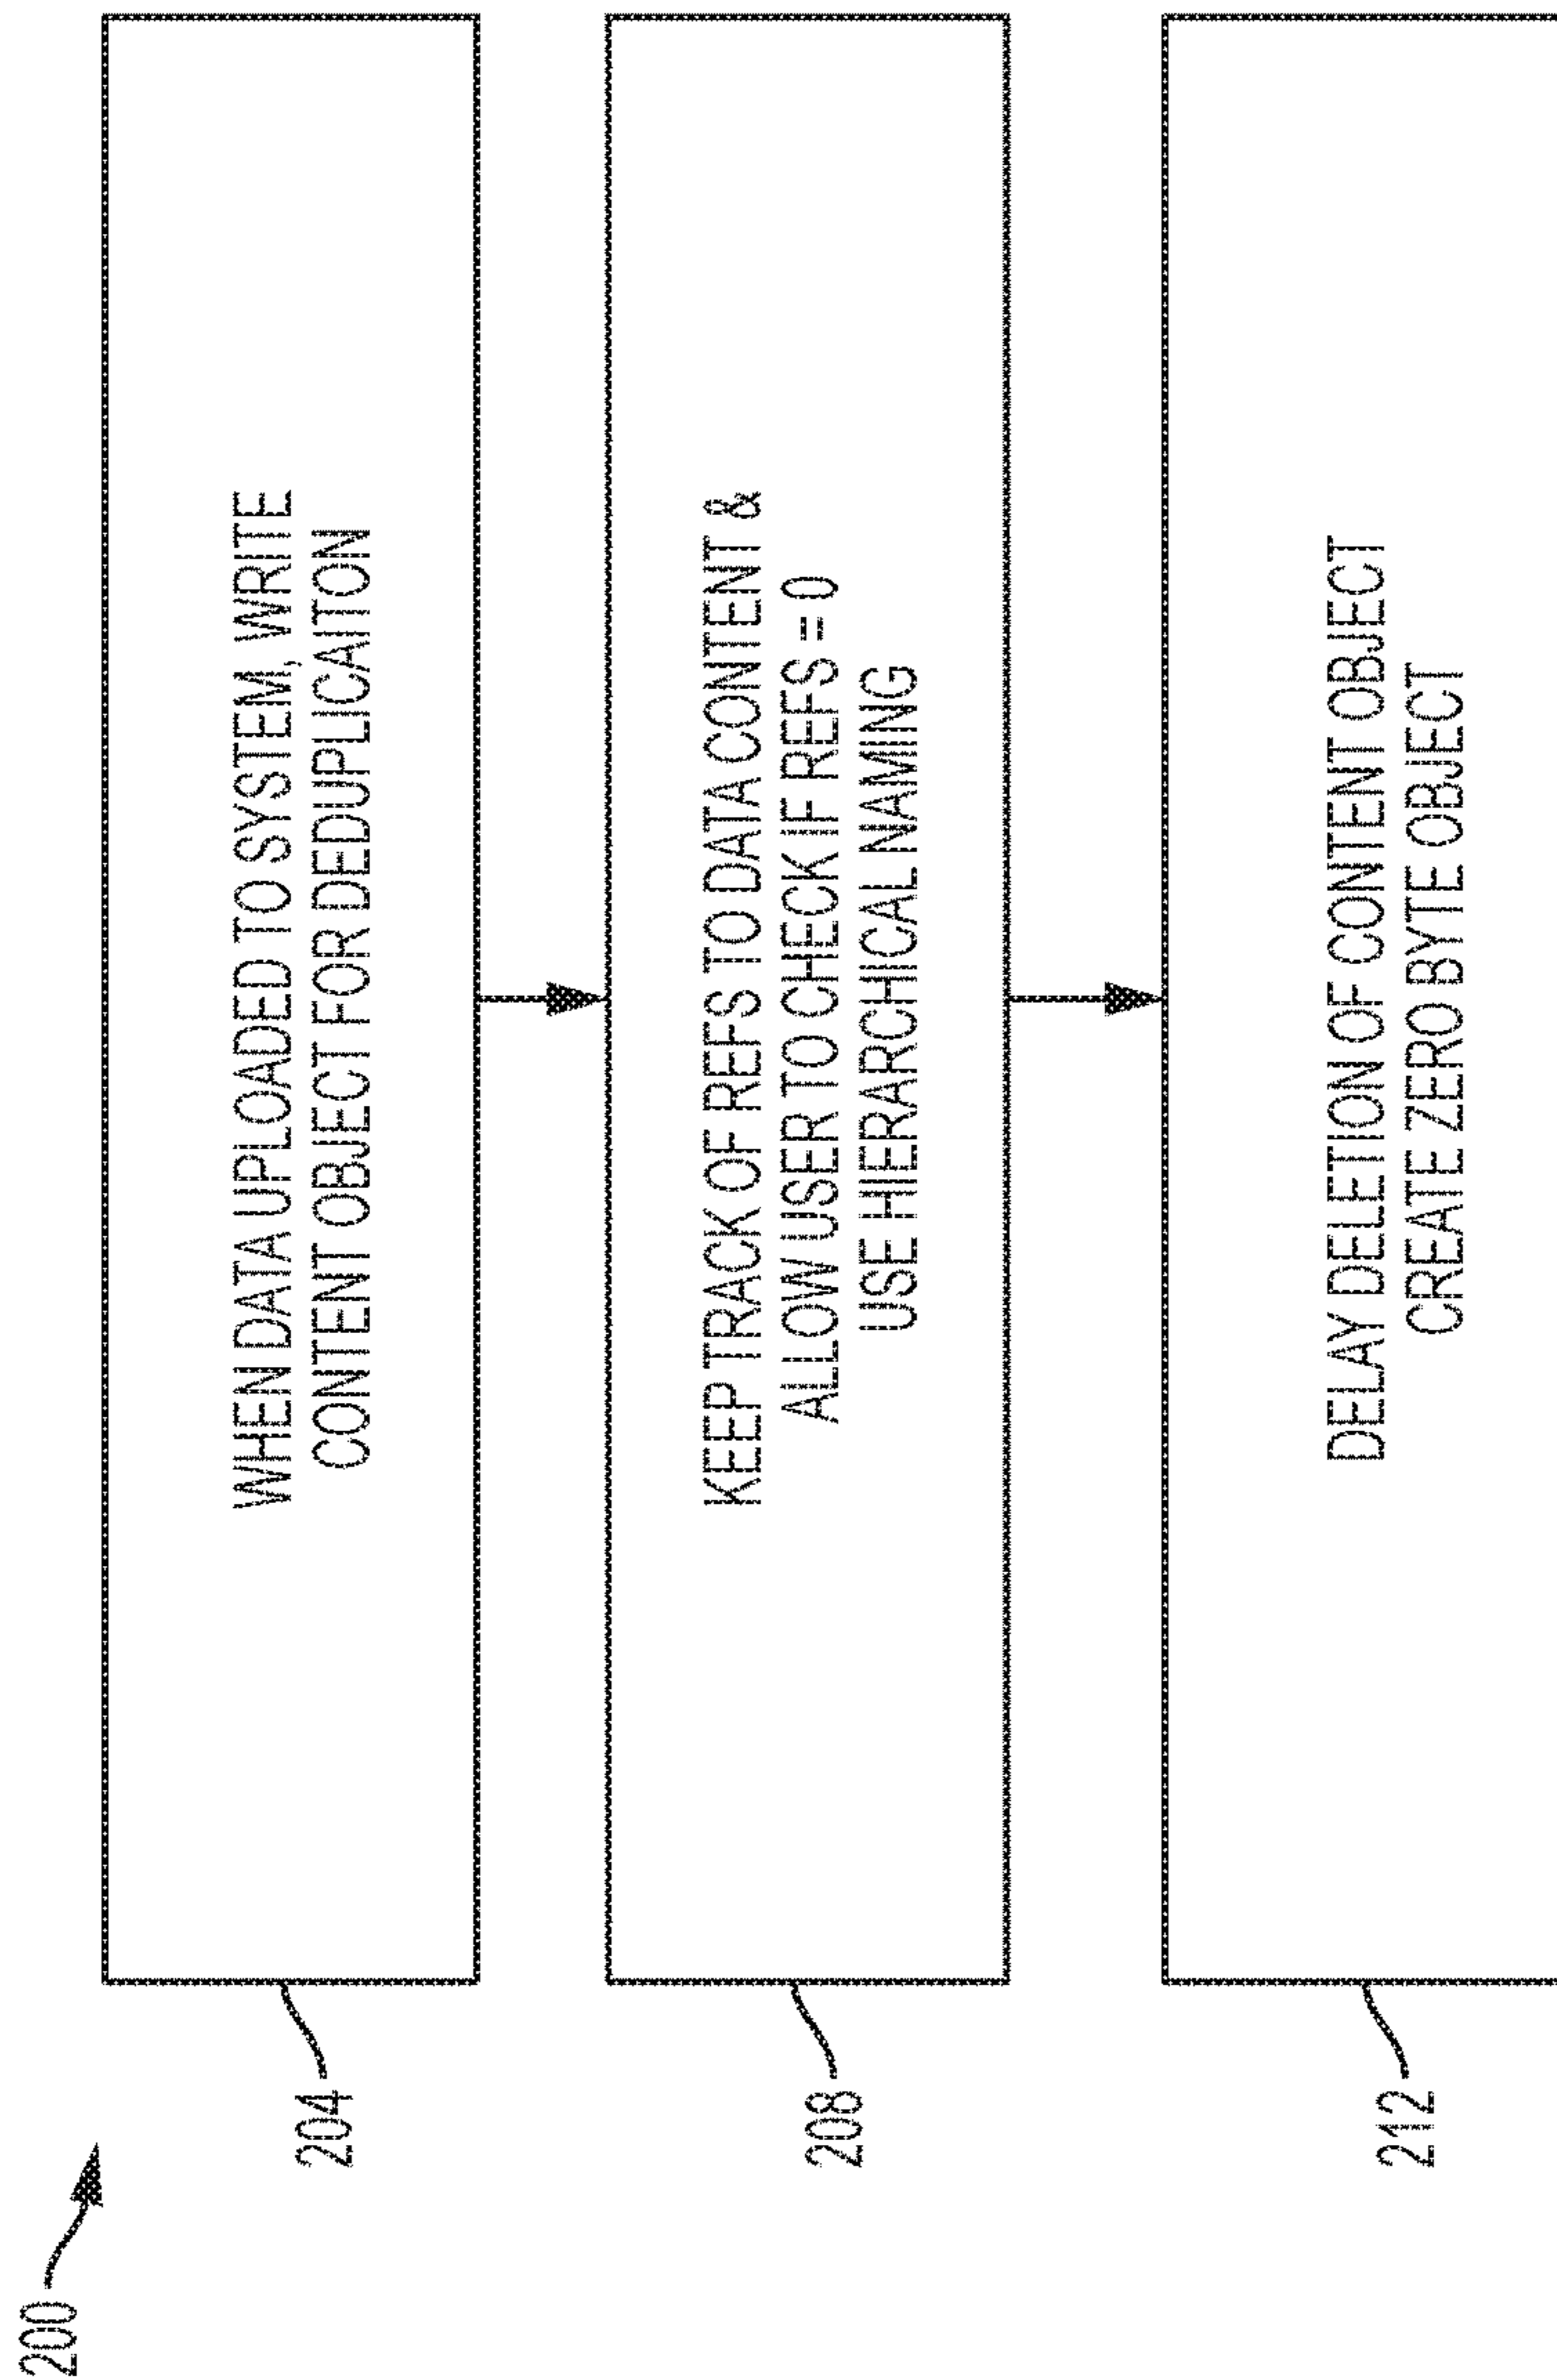 200
204
WHEN DATA UPLOADED TO SYSTEM, WRITE
CONTENT OBJECT FOR DEDUPLICAITON
208
KEEP TRACK OF REFS TO DATA CONTENT &
ALLOW USER TO CHECK IF REFS = 0
USE HIERARCHICAL NAMING
212
DELAY DELETION OF CONTENT OBJECT
CREATE ZERO BYTE OBJECT